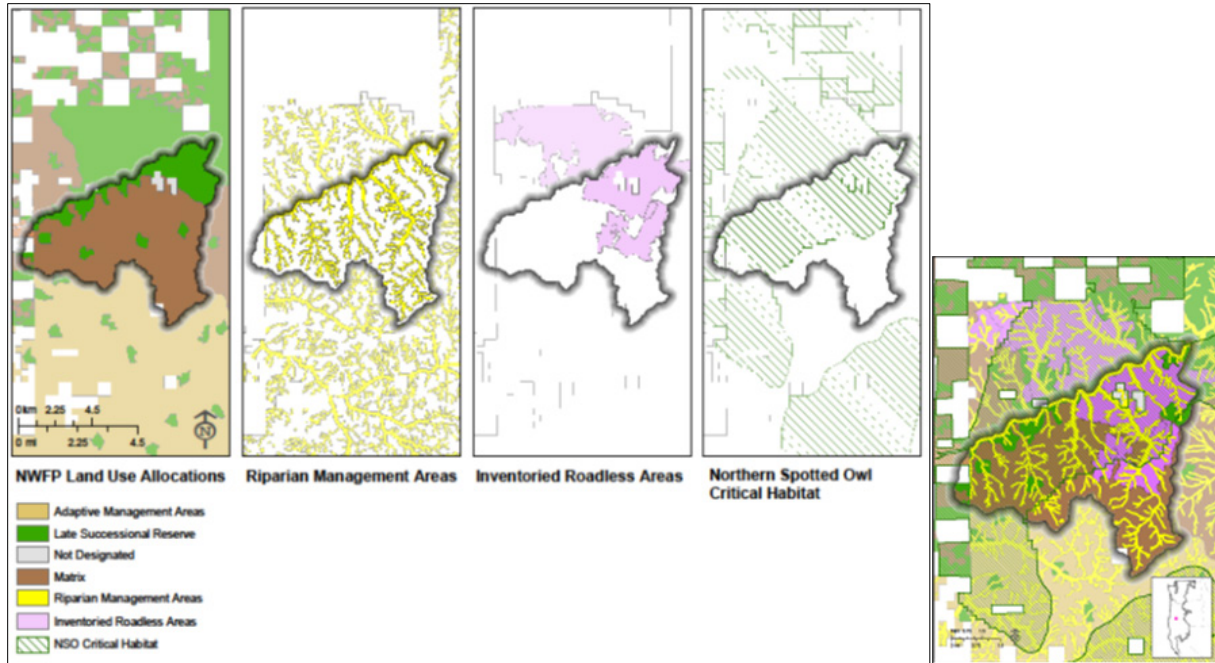 0 km 2.25 4.5
0 mi 2.25 4.5
N
NWFP Land Use Allocations
Riparian Management Areas
Inventoried Roadless Areas
Northern Spotted Owl
Critical Habitat
Adaptive Management Areas
Late Successional Reserve
Not Designated
Matrix
Riparian Management Areas
Inventoried Roadless Areas
NSO Critical Habitat